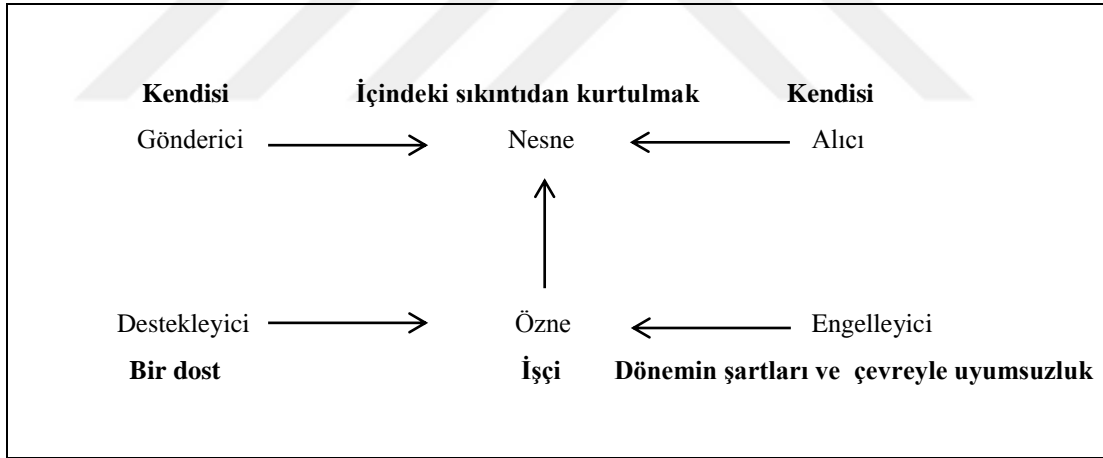 Kendisi İçindeki sıkıntıdan kurtulmak Kendisi
Gönderici Nesne Alıcı
Destekleyici Özne Engelleyici
Bir dost İşçi Dönemin şartları ve çevreyle uyumsuzluk